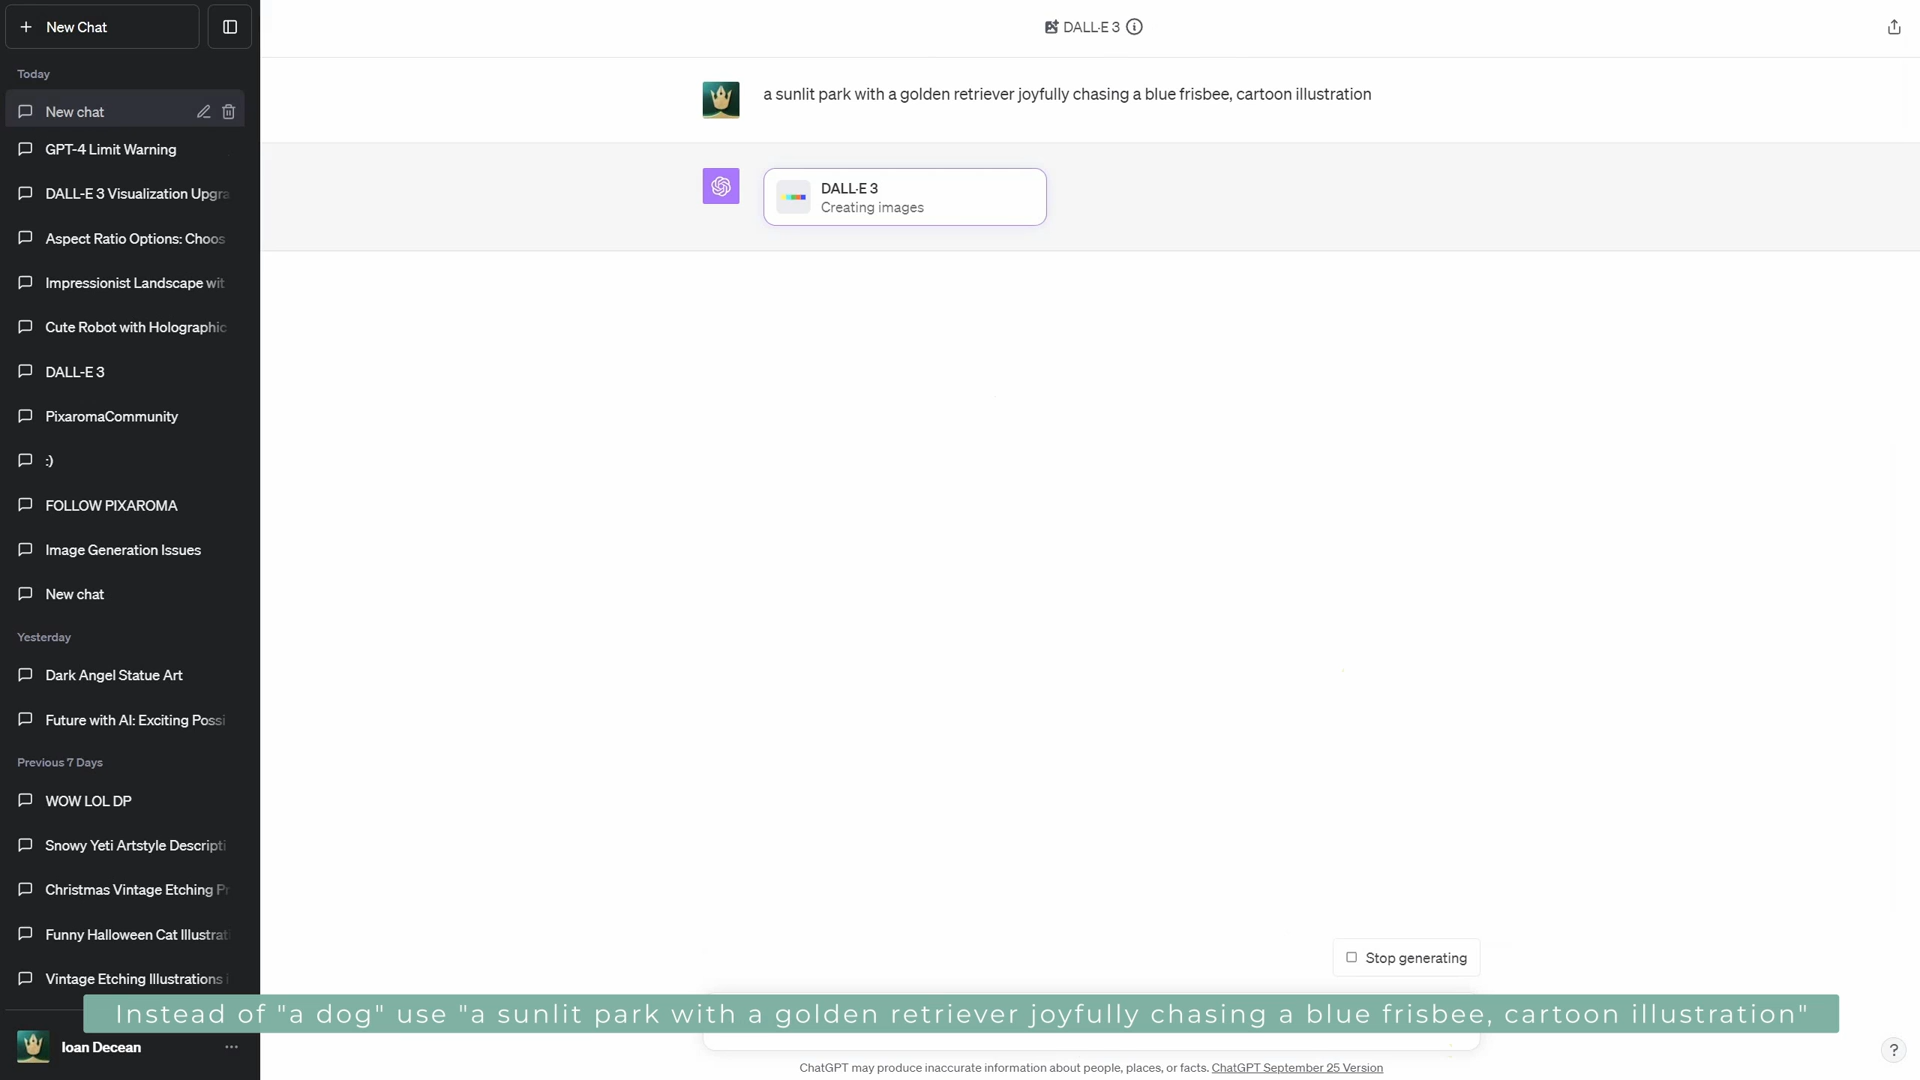 New Chat
Today
New chat
GPT-4 Limit Warning
DALL-E 3 Visualization Upgra
Aspect Ratio Options: Choos
Impressionist Landscape wit
Cute Robot with Holographic
DALL-E 3
PixaromaCommunity
:)
FOLLOW PIXAROMA
Image Generation Issues
New chat
Yesterday
Dark Angel Statue Art
Future with AI: Exciting Possi
Previous 7 Days
WOW LOL DP
Snowy Yeti Artstyle Descripti
Christmas Vintage Etching Pr
Funny Halloween Cat Illustrati
Vintage Etching Illustrations i
Ioan Decean
DALL·E 3
a sunlit park with a golden retriever joyfully chasing a blue frisbee, cartoon illustration
DALL·E 3
Creating images
Stop generating
Instead of "a dog" use "a sunlit park with a golden retriever joyfully chasing a blue frisbee, cartoon illustration"
ChatGPT may produce inaccurate information about people, places, or facts. ChatGPT September 25 Version
?